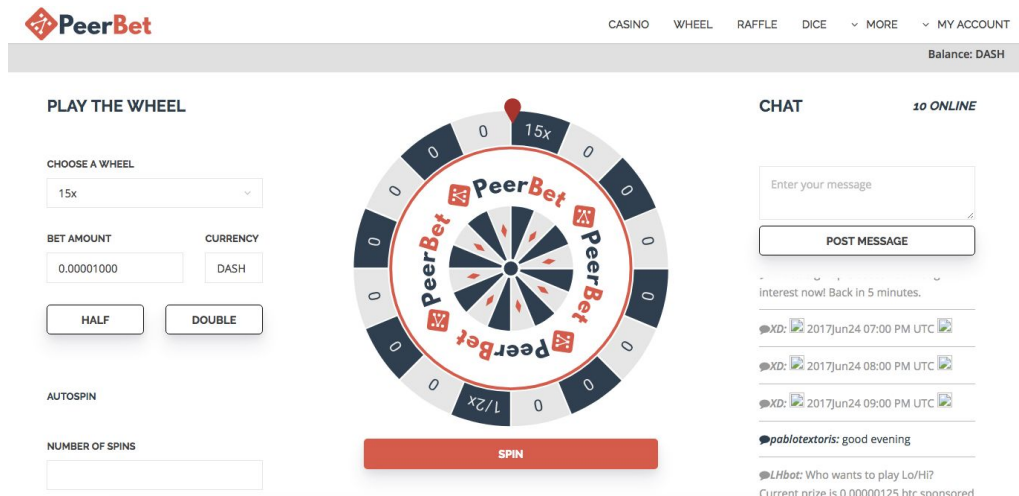 PeerBet
CASINO WHEEL RAFFLE DICE MORE MY ACCOUNT
Balance: DASH
PLAY THE WHEEL
CHOOSE A WHEEL
15x
BET AMOUNT CURRENCY
0.00001000 DASH
HALF DOUBLE
AUTOSPIN
NUMBER OF SPINS
15x
0
0
0
0
0
0
0
1/2x
0
0
0
0
0
0
0
PeerBet
PeerBet
PeerBet
PeerBet
SPIN
CHAT 10 ONLINE
Enter your message
POST MESSAGE
interest now! Back in 5 minutes.
XD: 2017Jun24 07:00 PM UTC
XD: 2017Jun24 08:00 PM UTC
XD: 2017Jun24 09:00 PM UTC
pablotextoris: good evening
LHbot: Who wants to play Lo/Hi?
Current prize is 0.00000125 btc sponsored